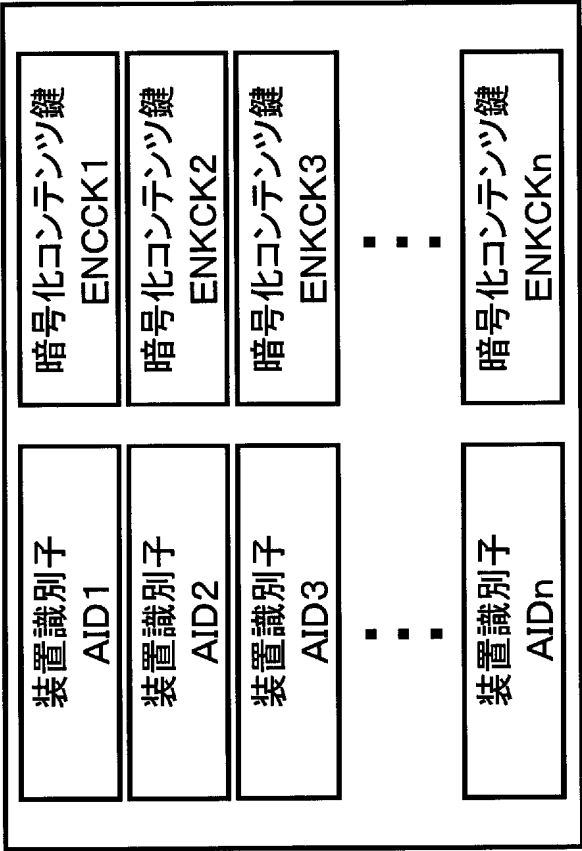 装置識別子
AID1
暗号化コンテンツ鍵
ENCCK1
装置識別子
AID2
暗号化コンテンツ鍵
ENKCK2
装置識別子
AID3
暗号化コンテンツ鍵
ENKCK3
装置識別子
AIDn
暗号化コンテンツ鍵
ENKCKn